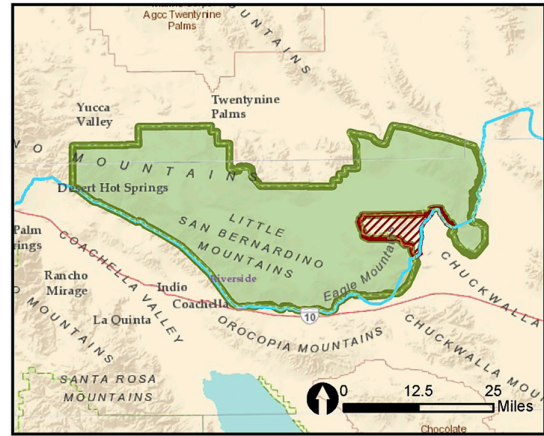 Agcc Twentynine
Palms
MOUNTAINS
Twentynine
Palms
Yucca
Valley
NO MOUNTAINS
Desert Hot Springs
LITTLE
SAN BERNARDINO
MOUNTAINS
Palm
rings
COACHELLA VALLEY
Riverside
Eagle Mountai
CHUCKWALLA
Rancho
Mirage
Indio
Coachella
10
La Quinta
OROCOPIA MOUNTAINS
CHUCKWALLA MOU
MOUNTAINS
SANTA ROSA
MOUNTAINS
0 12.5 25
Miles
Chocolate